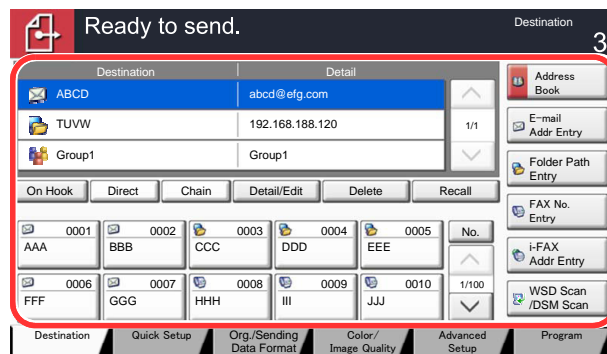 Ready to send.
Destination
3
Destination Detail
ABCD abcd@efg.com
TUVW 192.168.188.120
Group1 Group1
1/1
On Hook Direct Chain Detail/Edit Delete Recall
0001 0002 0003 0004 0005 No.
AAA BBB CCC DDD EEE
0006 0007 0008 0009 0010 1/100
FFF GGG HHH III JJJ
Address
Book
E-mail
Addr Entry
Folder Path
Entry
FAX No.
Entry
i-FAX
Addr Entry
WSD Scan
/DSM Scan
Destination
Quick Setup
Org./Sending
Data Format
Color/
Image Quality
Advanced
Setup
Program